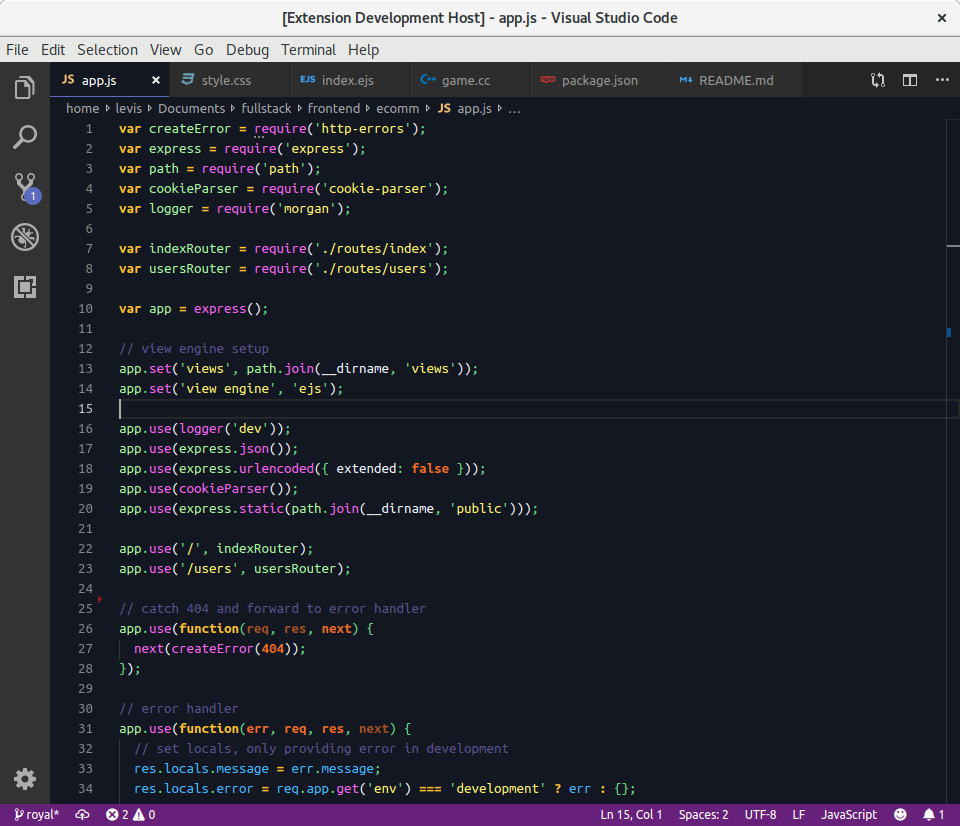 [Extension Development Host] - app.js - Visual Studio Code
File Edit Selection View Go Debug Terminal Help
JS app.js style.css EJS index.ejs C++ game.cc npm package.json README.md
home levis Documents fullstack frontend ecomm JS app.js ...
1 var createError = require('http-errors');
2 var express = require('express');
3 var path = require('path');
4 var cookieParser = require('cookie-parser');
5 var logger = require('morgan');
6
7 var indexRouter = require('./routes/index');
8 var usersRouter = require('./routes/users');
9
10 var app = express();
11
12 // view engine setup
13 app.set('views', path.join(__dirname, 'views'));
14 app.set('view engine', 'ejs');
15
16 app.use(logger('dev'));
17 app.use(express.json());
18 app.use(express.urlencoded({ extended: false }));
19 app.use(cookieParser());
20 app.use(express.static(path.join(__dirname, 'public')));
21
22 app.use('/', indexRouter);
23 app.use('/users', usersRouter);
24
25 // catch 404 and forward to error handler
26 app.use(function(req, res, next) {
27 next(createError(404));
28 });
29
30 // error handler
31 app.use(function(err, req, res, next) {
32 // set locals, only providing error in development
33 res.locals.message = err.message;
34 res.locals.error = req.app.get('env') === 'development' ? err : {};
1
royal* 2 0 Ln 15, Col 1 Spaces: 2 UTF-8 LF JavaScript 1